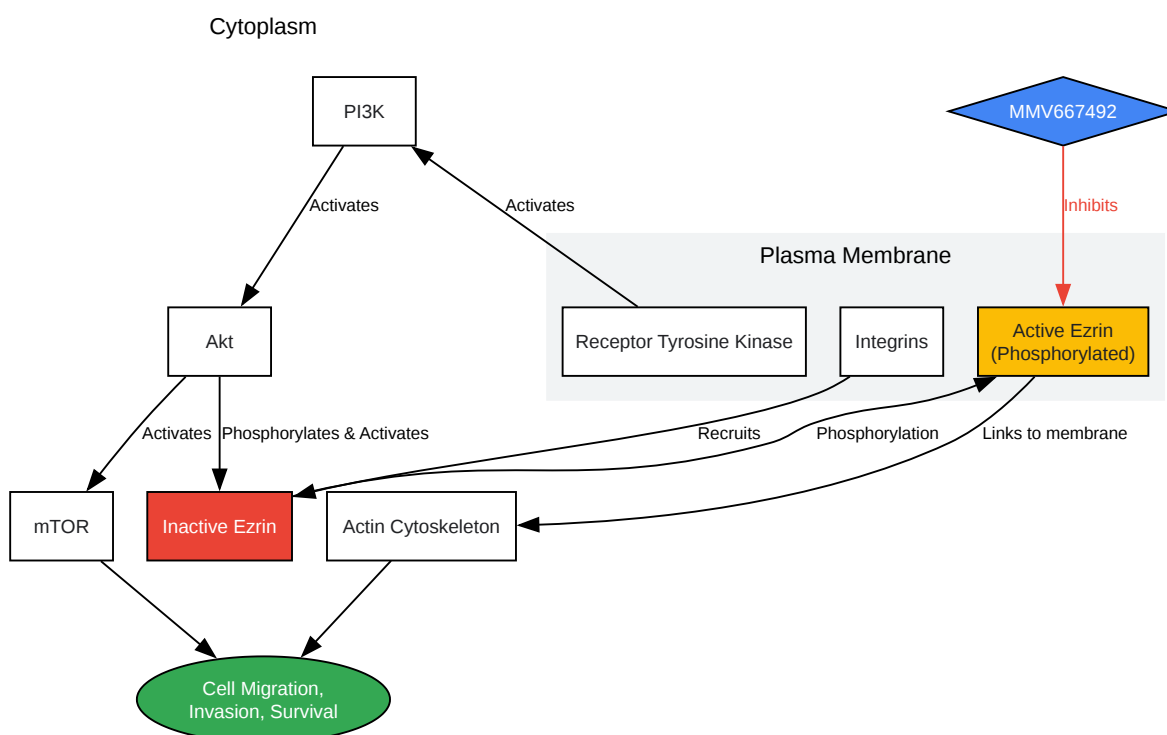 Cytoplasm
PI3K
MMV667492
Activates
Activates
Inhibits
Plasma Membrane
Akt
Receptor Tyrosine Kinase
Integrins
Active Ezrin
(Phosphorylated)
Activates
Phosphorylates & Activates
Recruits
Phosphorylation
Links to membrane
mTOR
Inactive Ezrin
Actin Cytoskeleton
Cell Migration,
Invasion, Survival